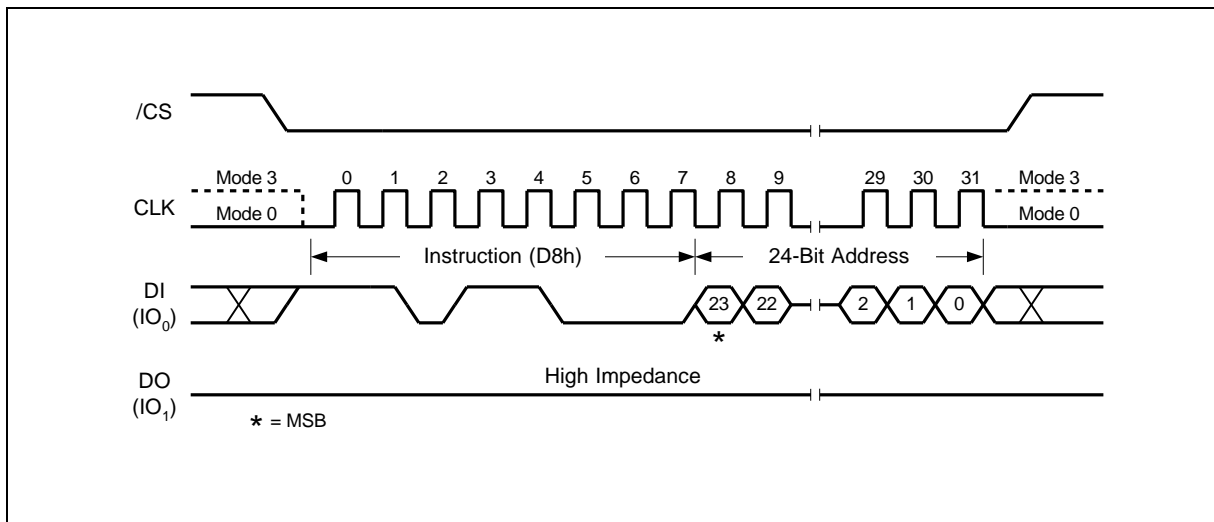 /CS
Mode 3
0 1 2 3 4 5 6 7 8 9 29 30 31
Mode 3
CLK
Mode 0
Mode 0
Instruction (D8h)
24-Bit Address
DI
(IO₀)
23 22 2 1 0
*
High Impedance
DO
(IO₁)
* = MSB